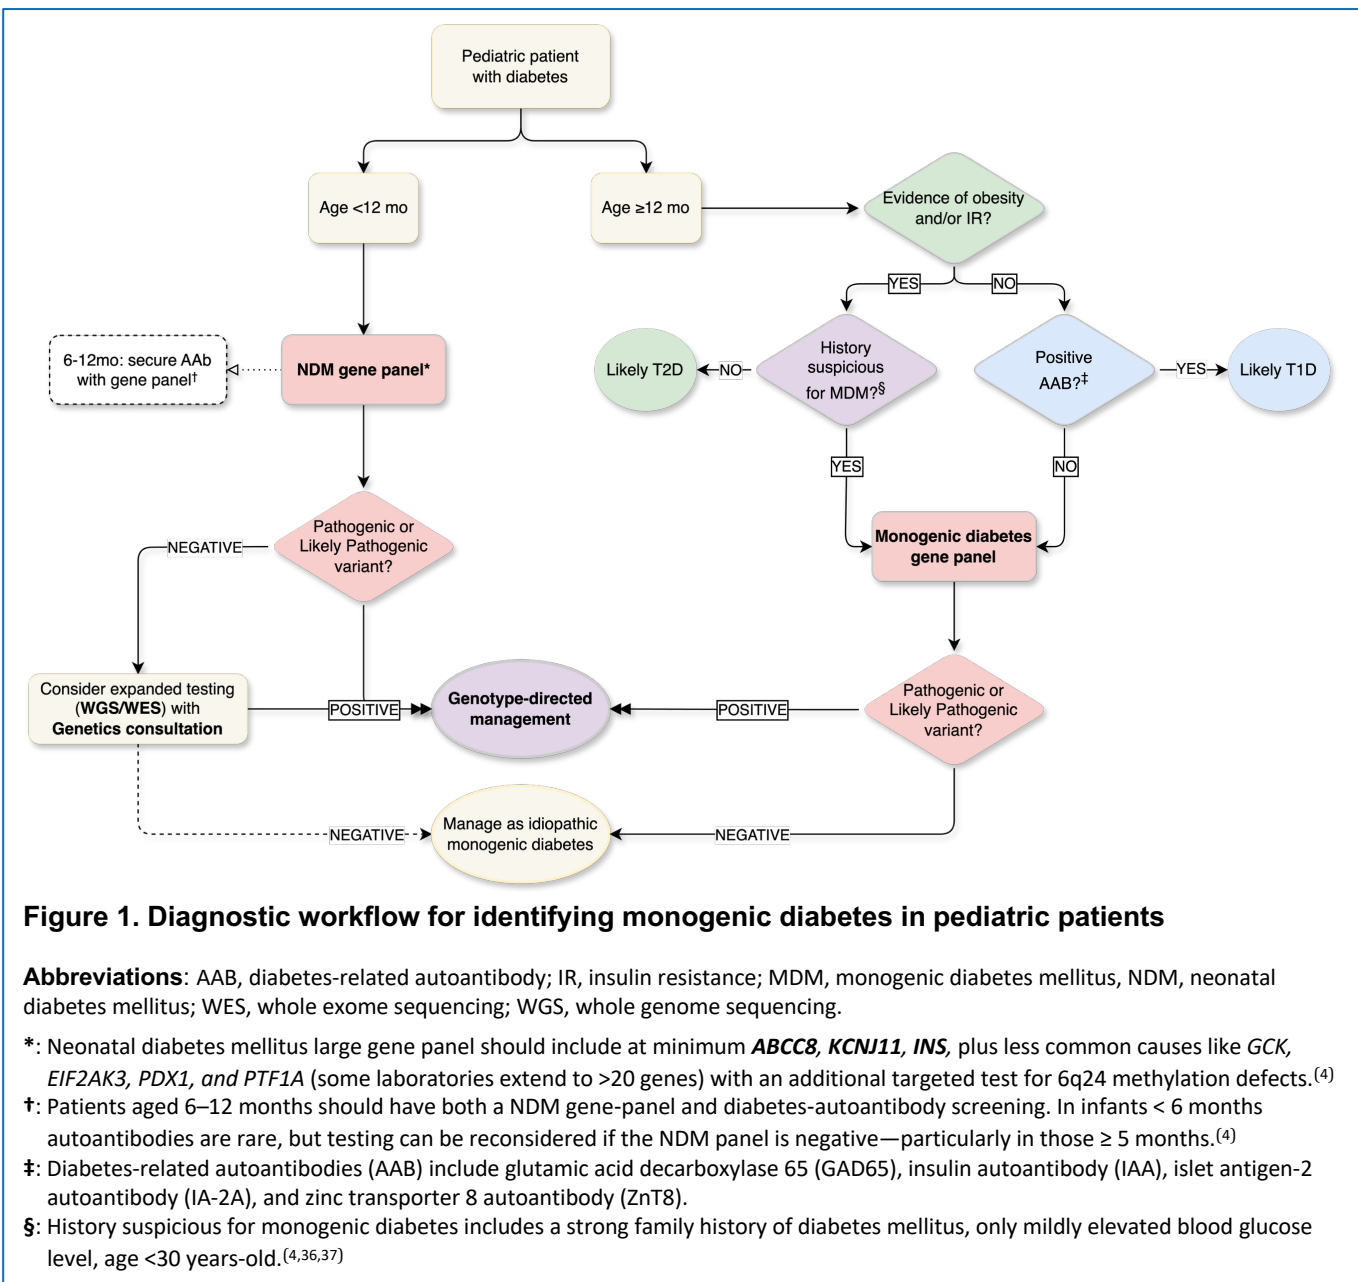 Pediatric patient
with diabetes
Age <12 mo
Age ≥12 mo
Evidence of obesity
and/or IR?
YES
NO
6-12mo: secure AAb
with gene panel†
NDM gene panel*
Likely T2D
NO
History
suspicious
for MDM?§
Positive
AAB?‡
YES
Likely T1D
YES
NO
Pathogenic or
Likely Pathogenic
variant?
NEGATIVE
Monogenic diabetes
gene panel
Consider expanded testing
(WGS/WES) with
Genetics consultation
POSITIVE
Genotype-directed
management
POSITIVE
Pathogenic or
Likely Pathogenic
variant?
NEGATIVE
Manage as idiopathic
monogenic diabetes
NEGATIVE
Figure 1. Diagnostic workflow for identifying monogenic diabetes in pediatric patients
Abbreviations: AAB, diabetes-related autoantibody; IR, insulin resistance; MDM, monogenic diabetes mellitus, NDM, neonatal
diabetes mellitus; WES, whole exome sequencing; WGS, whole genome sequencing.
*: Neonatal diabetes mellitus large gene panel should include at minimum ABCC8, KCNJ11, INS, plus less common causes like GCK,
EIF2AK3, PDX1, and PTF1A (some laboratories extend to >20 genes) with an additional targeted test for 6q24 methylation defects.(4)
†: Patients aged 6–12 months should have both a NDM gene-panel and diabetes-autoantibody screening. In infants < 6 months
autoantibodies are rare, but testing can be reconsidered if the NDM panel is negative—particularly in those ≥ 5 months.(4)
‡: Diabetes-related autoantibodies (AAB) include glutamic acid decarboxylase 65 (GAD65), insulin autoantibody (IAA), islet antigen-2
autoantibody (IA-2A), and zinc transporter 8 autoantibody (ZnT8).
§: History suspicious for monogenic diabetes includes a strong family history of diabetes mellitus, only mildly elevated blood glucose
level, age <30 years-old.(4,36,37)